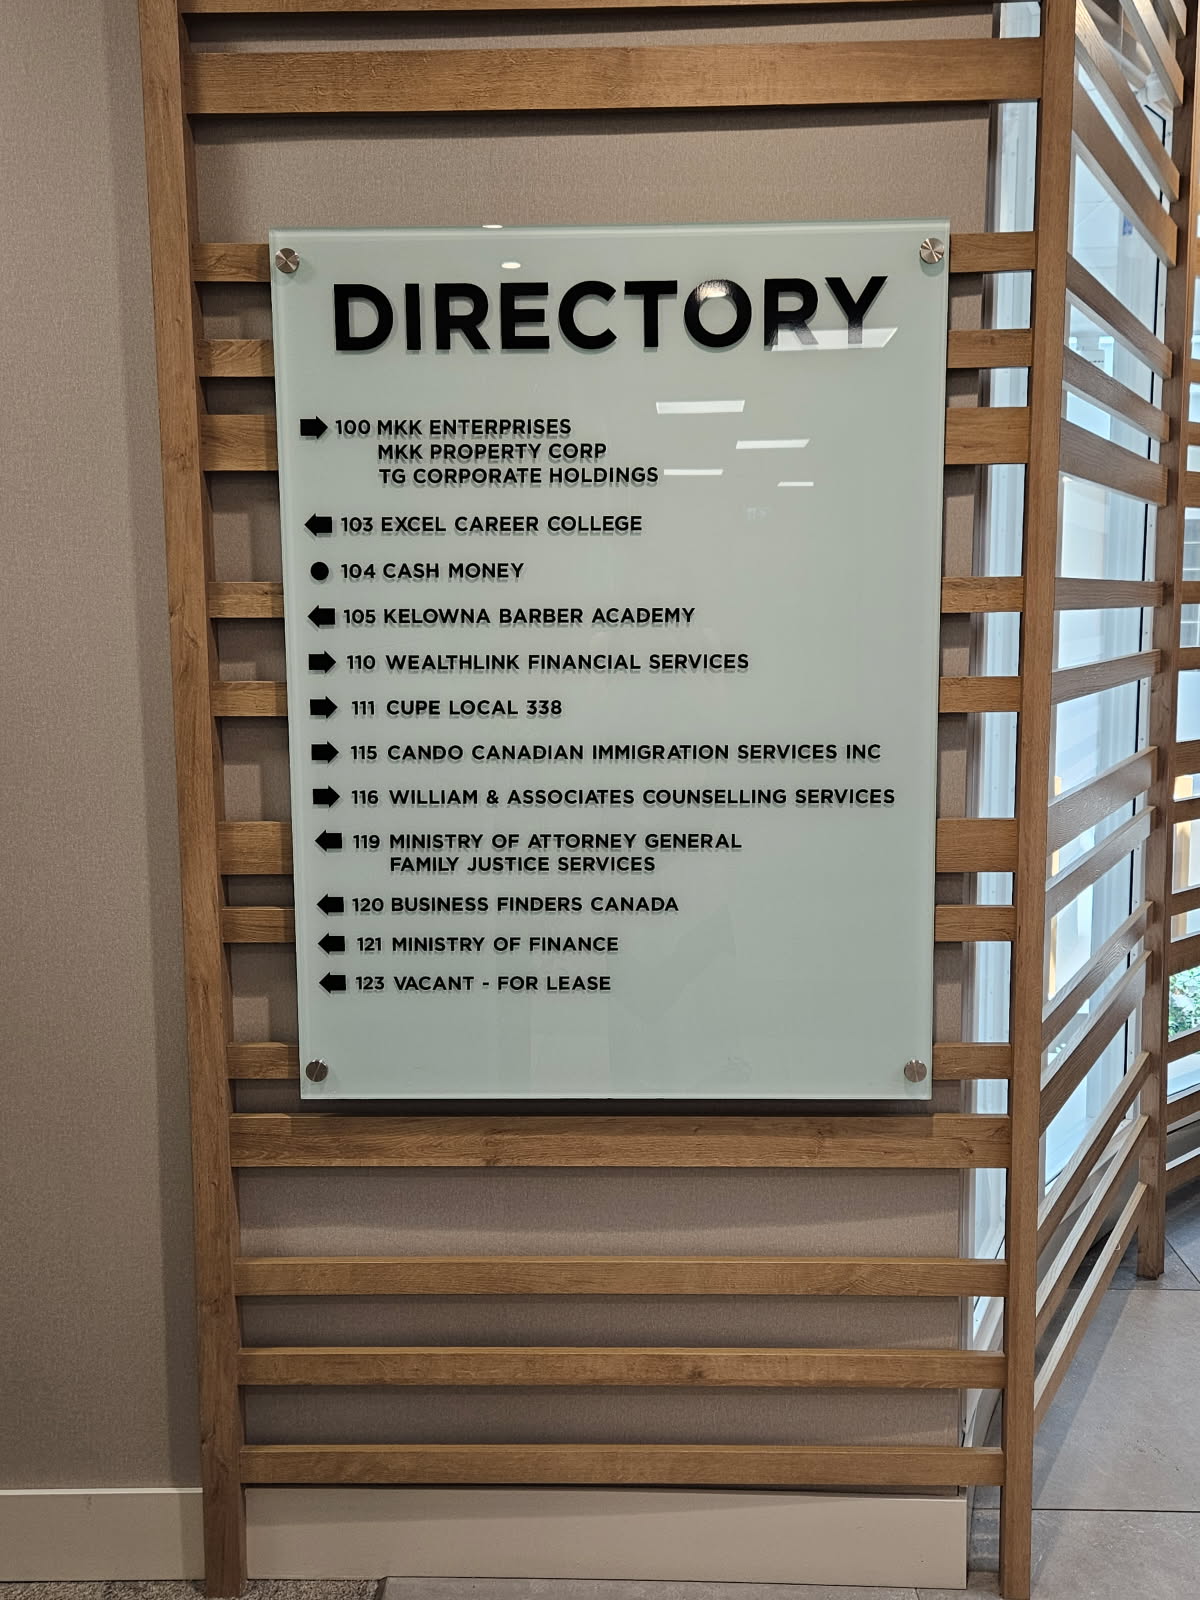 DIRECTORY
100 MKK ENTERPRISES
MKK PROPERTY CORP
TG CORPORATE HOLDINGS
103 EXCEL CAREER COLLEGE
104 CASH MONEY
105 KELOWNA BARBER ACADEMY
110 WEALTHLINK FINANCIAL SERVICES
111 CUPE LOCAL 338
115 CANDO CANADIAN IMMIGRATION SERVICES INC
116 WILLIAM & ASSOCIATES COUNSELLING SERVICES
119 MINISTRY OF ATTORNEY GENERAL
FAMILY JUSTICE SERVICES
120 BUSINESS FINDERS CANADA
121 MINISTRY OF FINANCE
123 VACANT - FOR LEASE